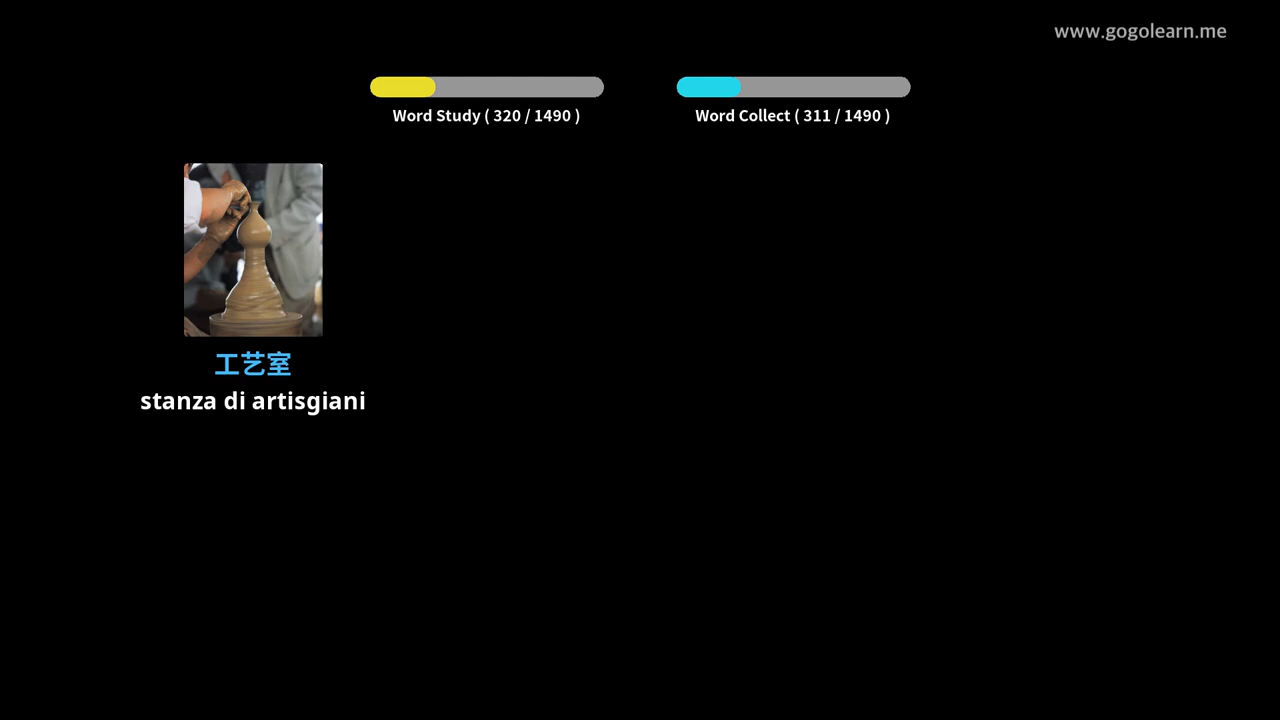 www.gogolearn.me
Word Study ( 320 / 1490 )
Word Collect ( 311 / 1490 )
工艺室
stanza di artisgiani